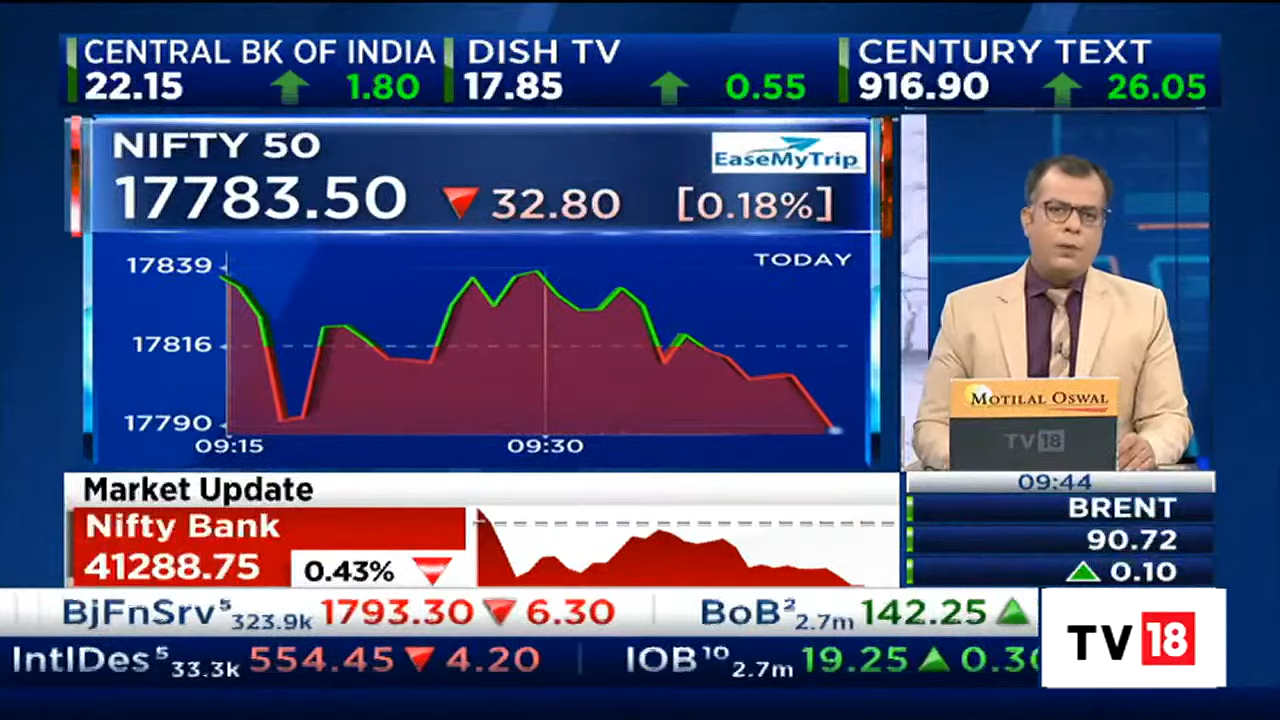 CENTRAL BK OF INDIA
22.15 1.80
DISH TV
17.85 0.55
CENTURY TEXT
916.90 26.05
NIFTY 50
17783.50 32.80 [0.18%]
EaseMyTrip
TODAY
17839
17816
17790
09:15 09:30
MOTILAL OSWAL
TV18
09:44
BRENT
90.72
0.10
Market Update
Nifty Bank
41288.75 0.43%
BjFnSrv 5 323.9k 1793.30 6.30 BoB 2 2.7m 142.25
IntlDes 5 33.3k 554.45 4.20 IOB 10 2.7m 19.25 0.30
TV18